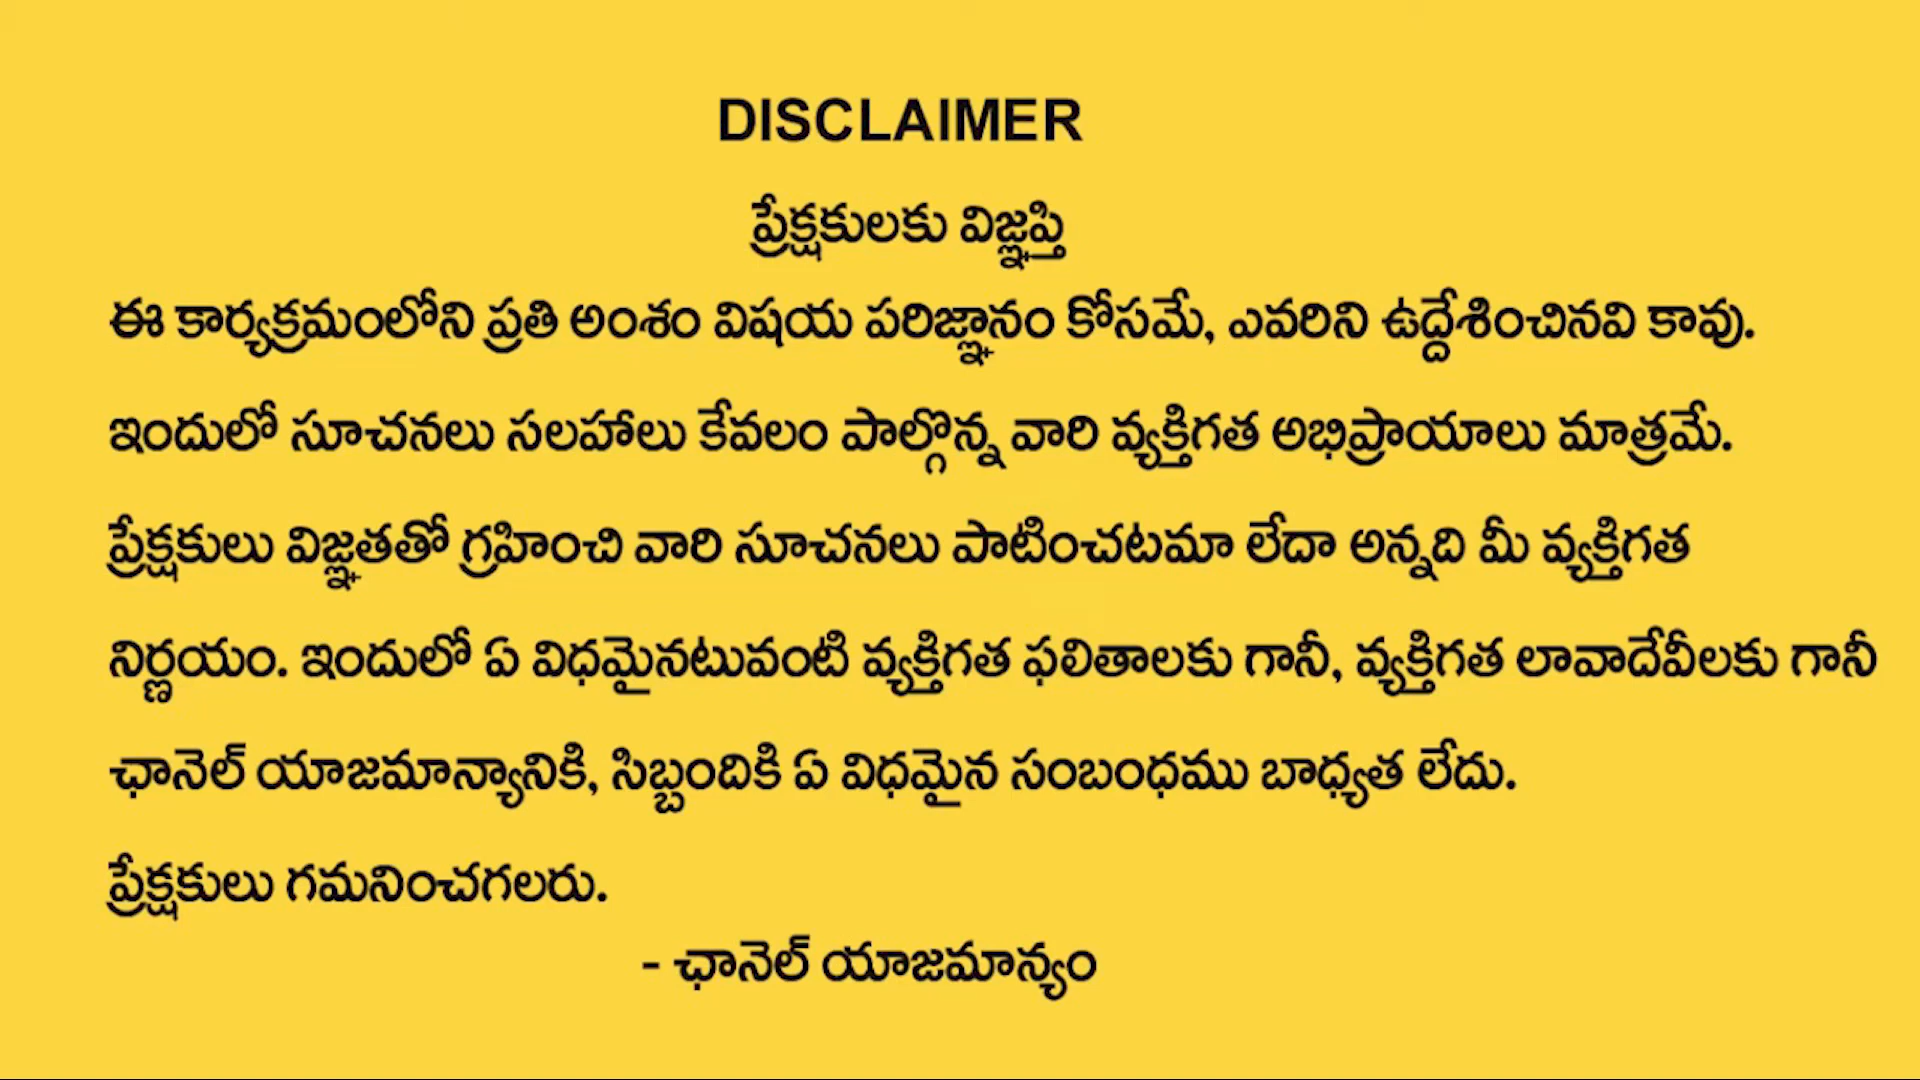 DISCLAIMER
ప్రేక్షకులకు విజ్ఞప్తి
ఈ కార్యక్రమంలోని ప్రతి అంశం విషయ పరిజ్ఞానం కోసమే, ఎవరిని ఉద్దేశించినవి కావు.
ఇందులో సూచనలు సలహాలు కేవలం పాల్గొన్న వారి వ్యక్తిగత అభిప్రాయాలు మాత్రమే.
ప్రేక్షకులు విజ్ఞతతో గ్రహించి వారి సూచనలు పాటించటమా లేదా అన్నది మీ వ్యక్తిగత
నిర్ణయం. ఇందులో ఏ విధమైనటువంటి వ్యక్తిగత ఫలితాలకు గానీ, వ్యక్తిగత లావాదేవీలకు గానీ
ఛానెల్ యాజమాన్యానికి, సిబ్బందికి ఏ విధమైన సంబంధము బాధ్యత లేదు.
ప్రేక్షకులు గమనించగలరు.
- ఛానెల్ యాజమాన్యం